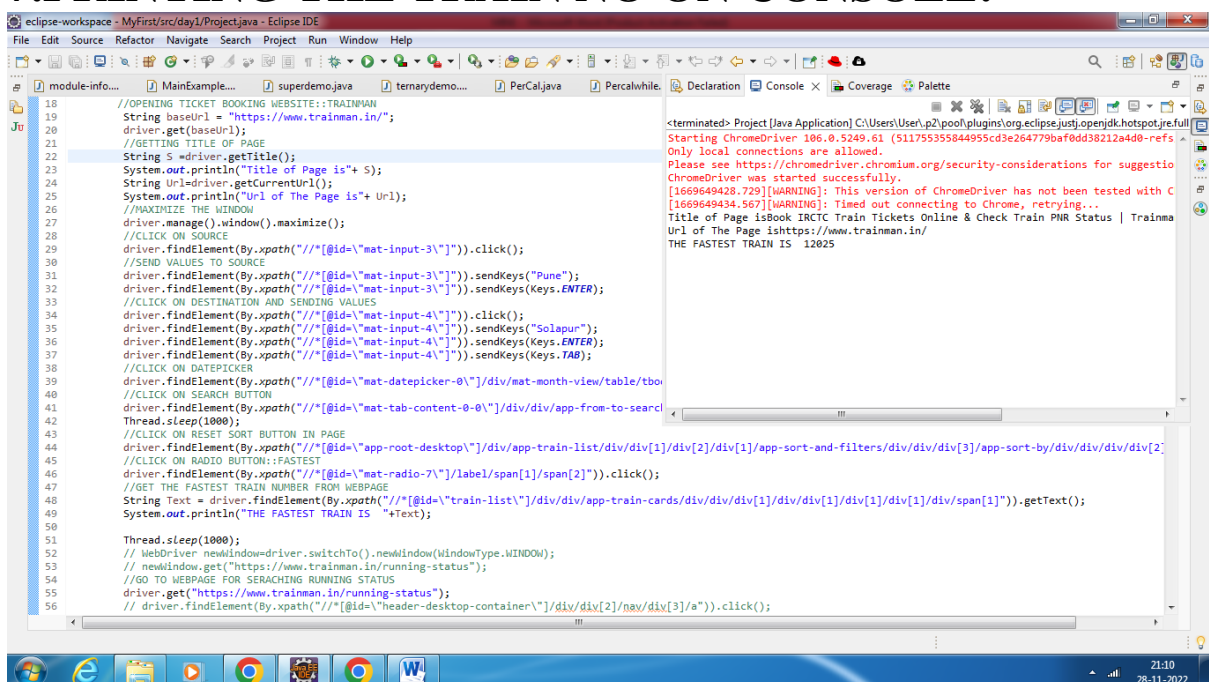 eclipse-workspace - MyFirst/src/day1/Project.java - Eclipse IDE
File Edit Source Refactor Navigate Search Project Run Window Help
module-info.... MainExample.... superdemo.java ternarydemo.... PerCal.java Percalwhile. Declaration Console Coverage Palette
18 //OPENING TICKET BOOKING WEBSITE::TRAINMAN
19 String baseUrl = "https://www.trainman.in/";
20 driver.get(baseUrl);
21 //GETTING TITLE OF PAGE
22 String S =driver.getTitle();
23 System.out.println("Title of Page is"+ S);
24 String Url=driver.getCurrentUrl();
25 System.out.println("Url of The Page is"+ Url);
26 //MAXIMIZE THE WINDOW
27 driver.manage().window().maximize();
28 //CLICK ON SOURCE
29 driver.findElement(By.xpath("//*[@id=\"mat-input-3\"]")).click();
30 //SEND VALUES TO SOURCE
31 driver.findElement(By.xpath("//*[@id=\"mat-input-3\"]")).sendKeys("Pune");
32 driver.findElement(By.xpath("//*[@id=\"mat-input-3\"]")).sendKeys(Keys.ENTER);
33 //CLICK ON DESTINATION AND SENDING VALUES
34 driver.findElement(By.xpath("//*[@id=\"mat-input-4\"]")).click();
35 driver.findElement(By.xpath("//*[@id=\"mat-input-4\"]")).sendKeys("Solapur");
36 driver.findElement(By.xpath("//*[@id=\"mat-input-4\"]")).sendKeys(Keys.ENTER);
37 driver.findElement(By.xpath("//*[@id=\"mat-input-4\"]")).sendKeys(Keys.TAB);
38 //CLICK ON DATEPICKER
39 driver.findElement(By.xpath("//*[@id=\"mat-datepicker-0\"]/div/mat-month-view/table/tbo
40 //CLICK ON SEARCH BUTTON
41 driver.findElement(By.xpath("//*[@id=\"mat-tab-content-0-0\"]/div/div/app-from-to-searc
42 Thread.sleep(1000);
43 //CLICK ON RESET SORT BUTTON IN PAGE
44 driver.findElement(By.xpath("//*[@id=\"app-root-desktop\"]/div/app-train-list/div/div[1]/div[2]/div[1]/app-sort-and-filters/div/div/div[3]/app-sort-by/div/div/div/div[2]
45 //CLICK ON RADIO BUTTON::FASTEST
46 driver.findElement(By.xpath("//*[@id=\"mat-radio-7\"]/label/span[1]/span[2]")).click();
47 //GET THE FASTEST TRAIN NUMBER FROM WEBPAGE
48 String Text = driver.findElement(By.xpath("//*[@id=\"train-list\"]/div/div/app-train-cards/div/div/div[1]/div/div[1]/div[1]/div[1]/div/span[1]")).getText();
49 System.out.println("THE FASTEST TRAIN IS "+Text);
50
51 Thread.sleep(1000);
52 // WebDriver newWindow=driver.switchTo().newWindow(WindowType.WINDOW);
53 // newWindow.get("https://www.trainman.in/running-status");
54 //GO TO WEBPAGE FOR SERACHING RUNNING STATUS
55 driver.get("https://www.trainman.in/running-status");
56 // driver.findElement(By.xpath("//*[@id=\"header-desktop-container\"]/div/div[2]/nav/div[3]/a")).click();
<terminated> Project [Java Application] C:\Users\User\.p2\pool\plugins\org.eclipse.justj.openjdk.hotspot.jre.full
Starting ChromeDriver 106.0.5249.61 (511755355844955cd3e264779baf0dd38212a4d0-refs
Only local connections are allowed.
Please see https://chromedriver.chromium.org/security-considerations for suggestio
ChromeDriver was started successfully.
[1669649428.729][WARNING]: This version of ChromeDriver has not been tested with C
[1669649434.567][WARNING]: Timed out connecting to Chrome, retrying...
Title of Page isBook IRCTC Train Tickets Online & Check Train PNR Status | Trainma
Url of The Page ishttps://www.trainman.in/
THE FASTEST TRAIN IS 12025
21:10
28-11-2022